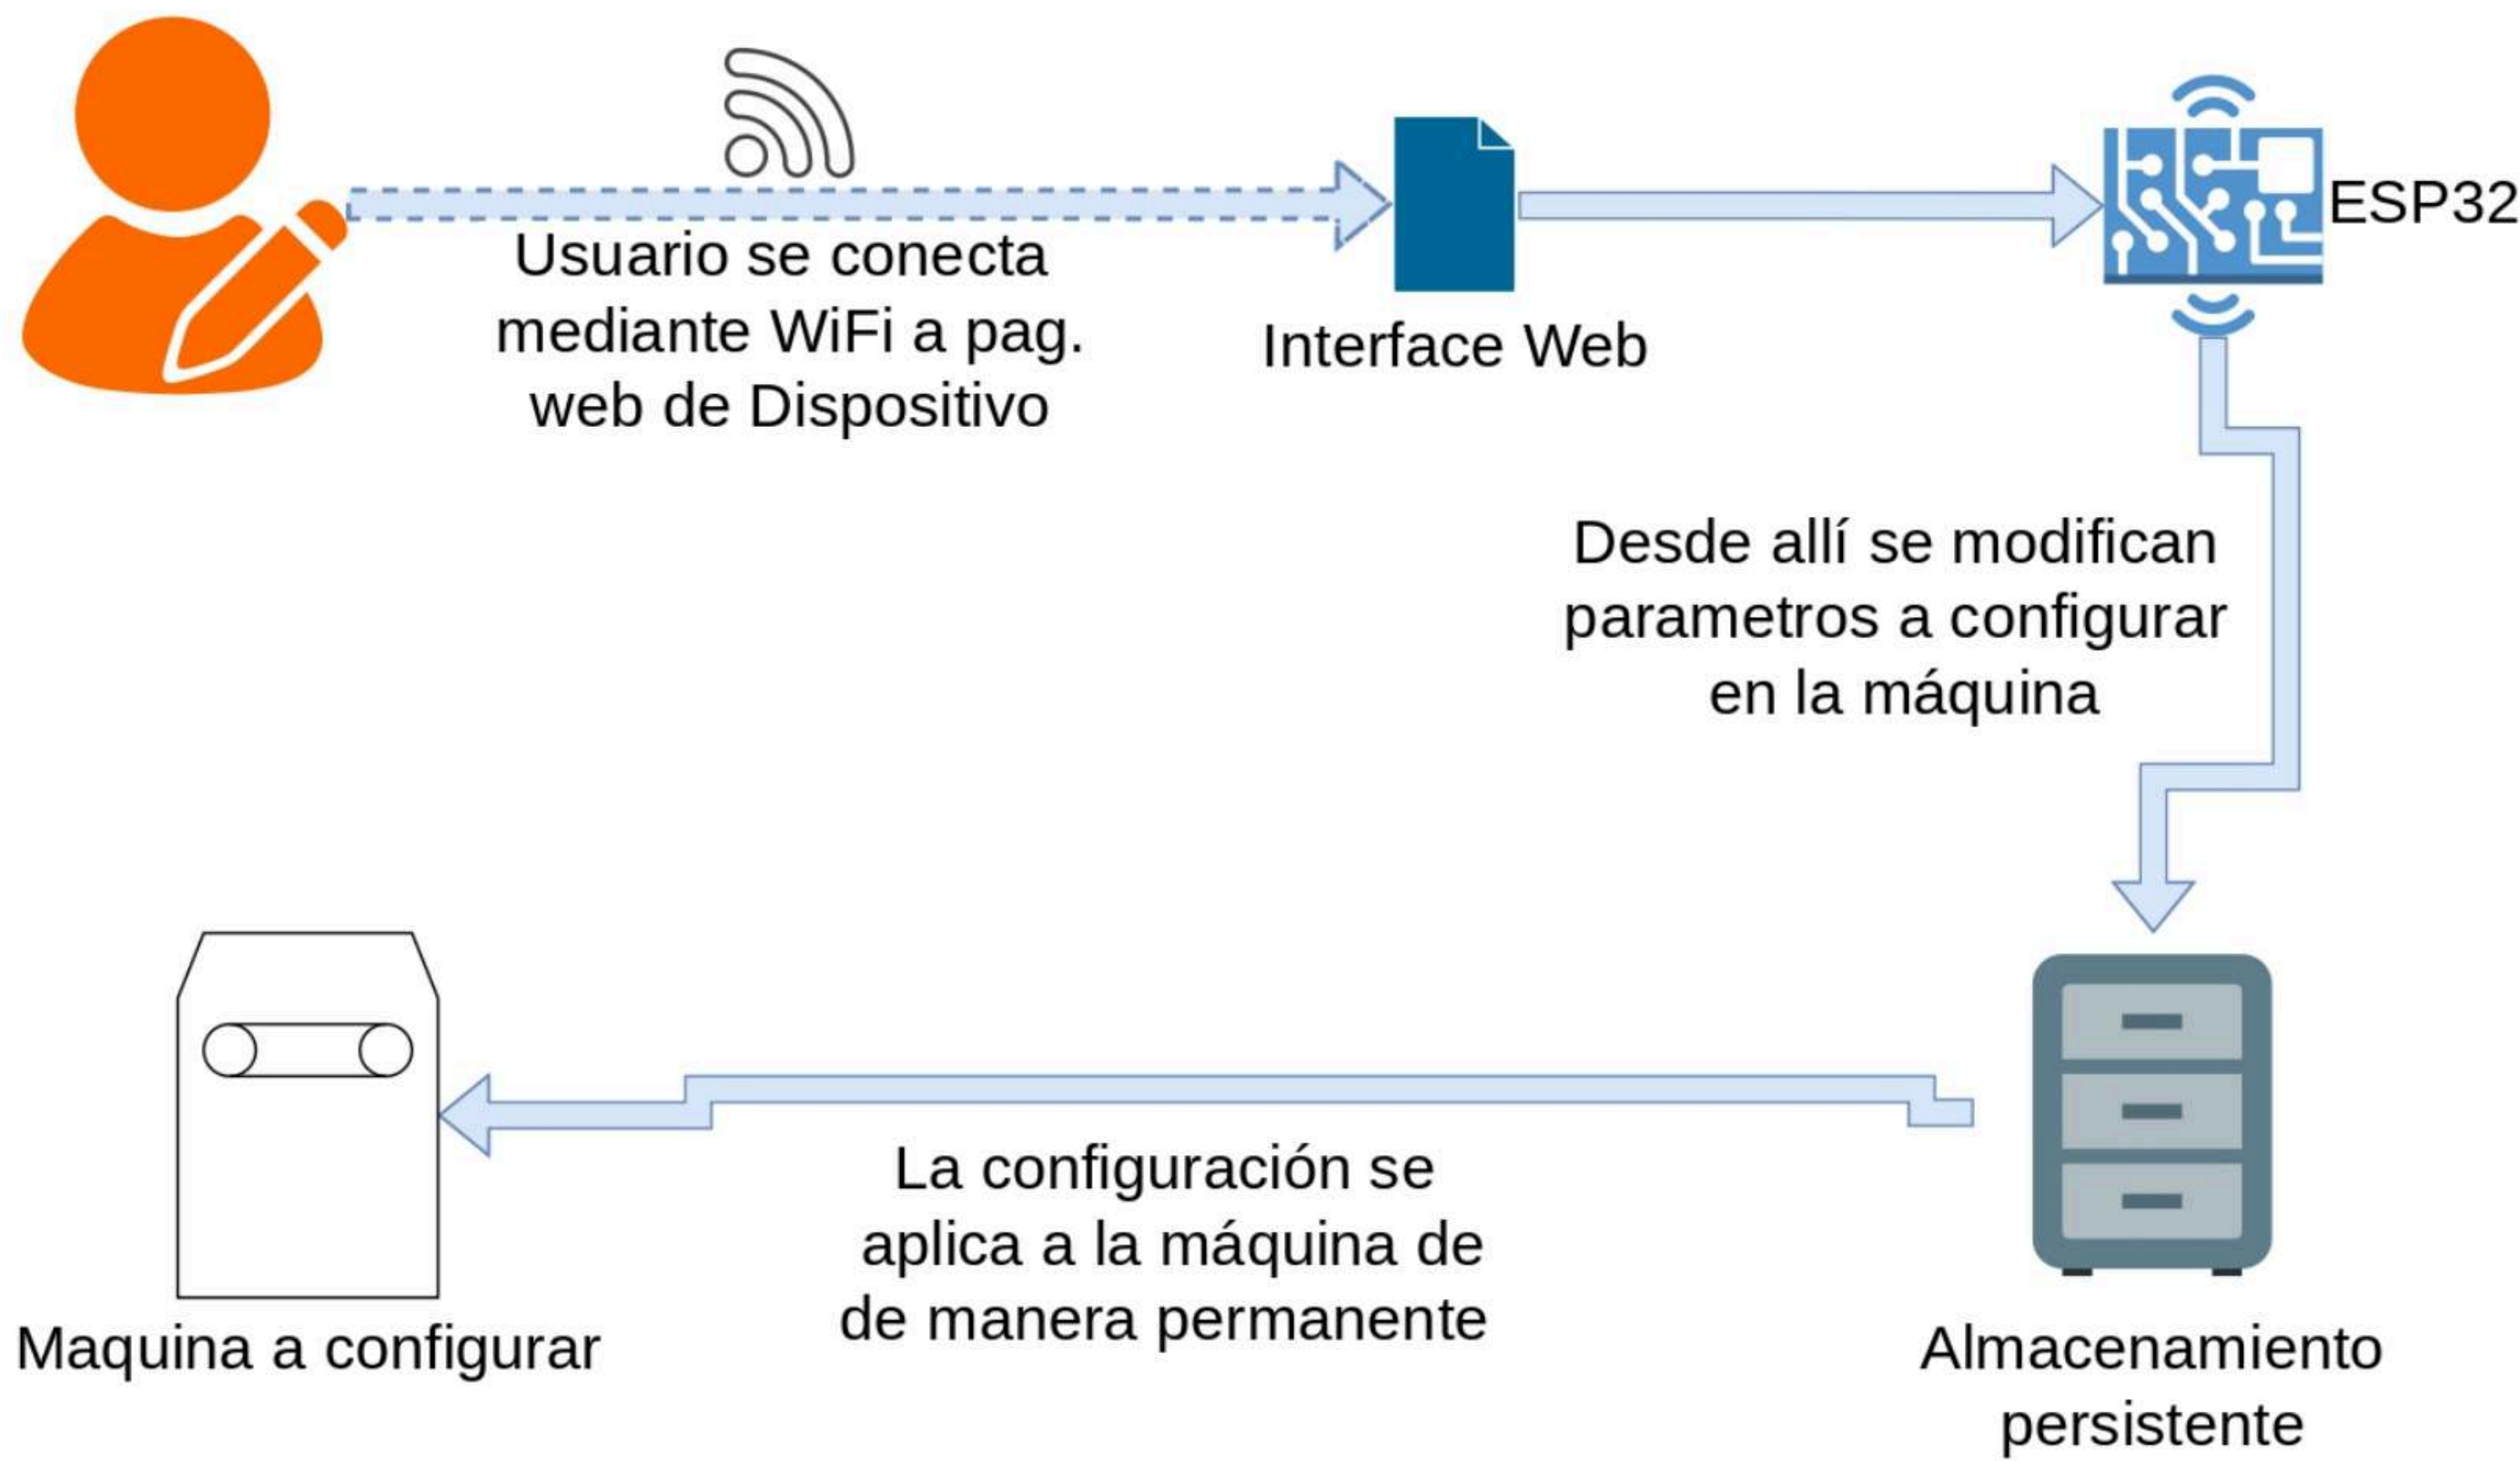 Usuario se conecta
mediante WiFi a pag.
web de Dispositivo
Interface Web
ESP32
Desde allí se modifican
parametros a configurar
en la máquina
La configuración se
aplica a la máquina de
de manera permanente
Maquina a configurar
Almacenamiento
persistente